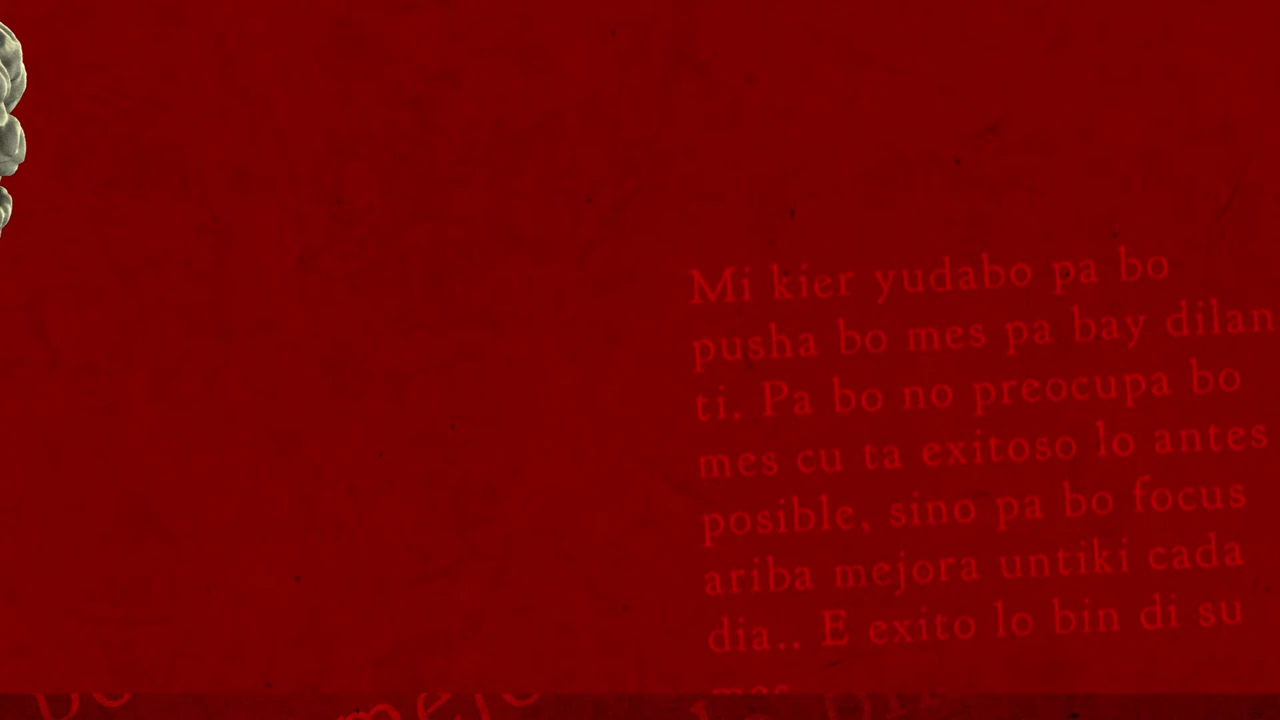 Mi kier yudabo pa bo
pusha bo mes pa bay dilan
ti. Pa bo no preocupa bo
mes cu ta exitoso lo antes
posible, sino pa bo focus
ariba mejora untiki cada
dia.. E exito lo bin di su
mes